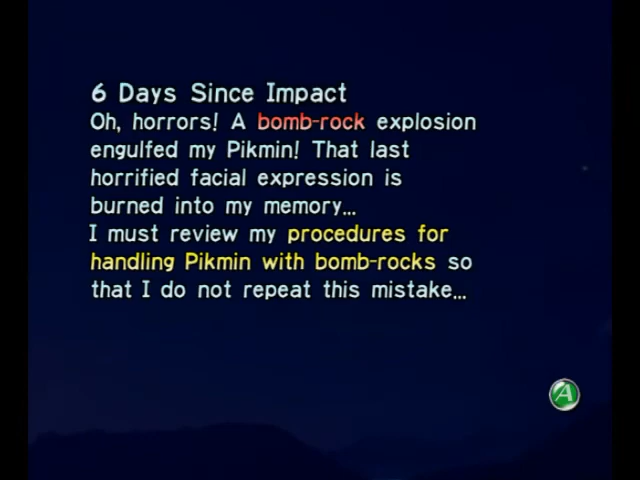 6 Days Since Impact
Oh, horrors! A bomb-rock explosion
engulfed my Pikmin! That last
horrified facial expression is
burned into my memory...
I must review my procedures for
handling Pikmin with bomb-rocks so
that I do not repeat this mistake...
A